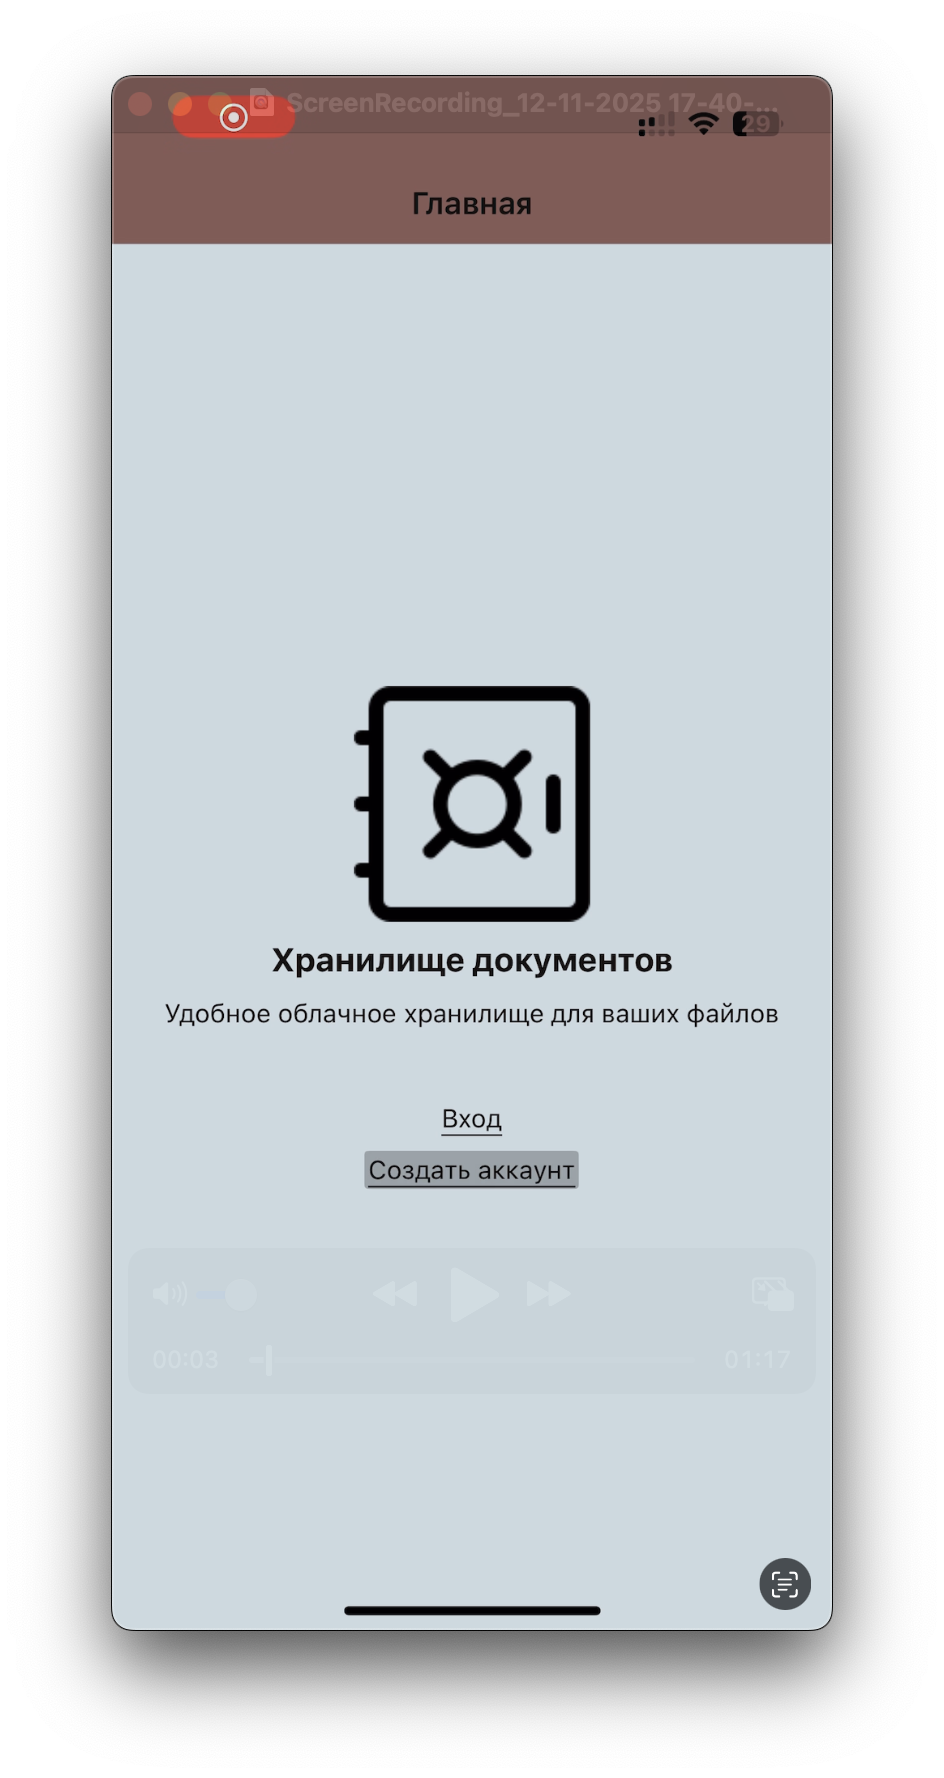 ScreenRecording_12-11-2025 17-40-...
29
Главная
Хранилище документов
Удобное облачное хранилище для ваших файлов
Вход
Создать аккаунт
00:03
01:17